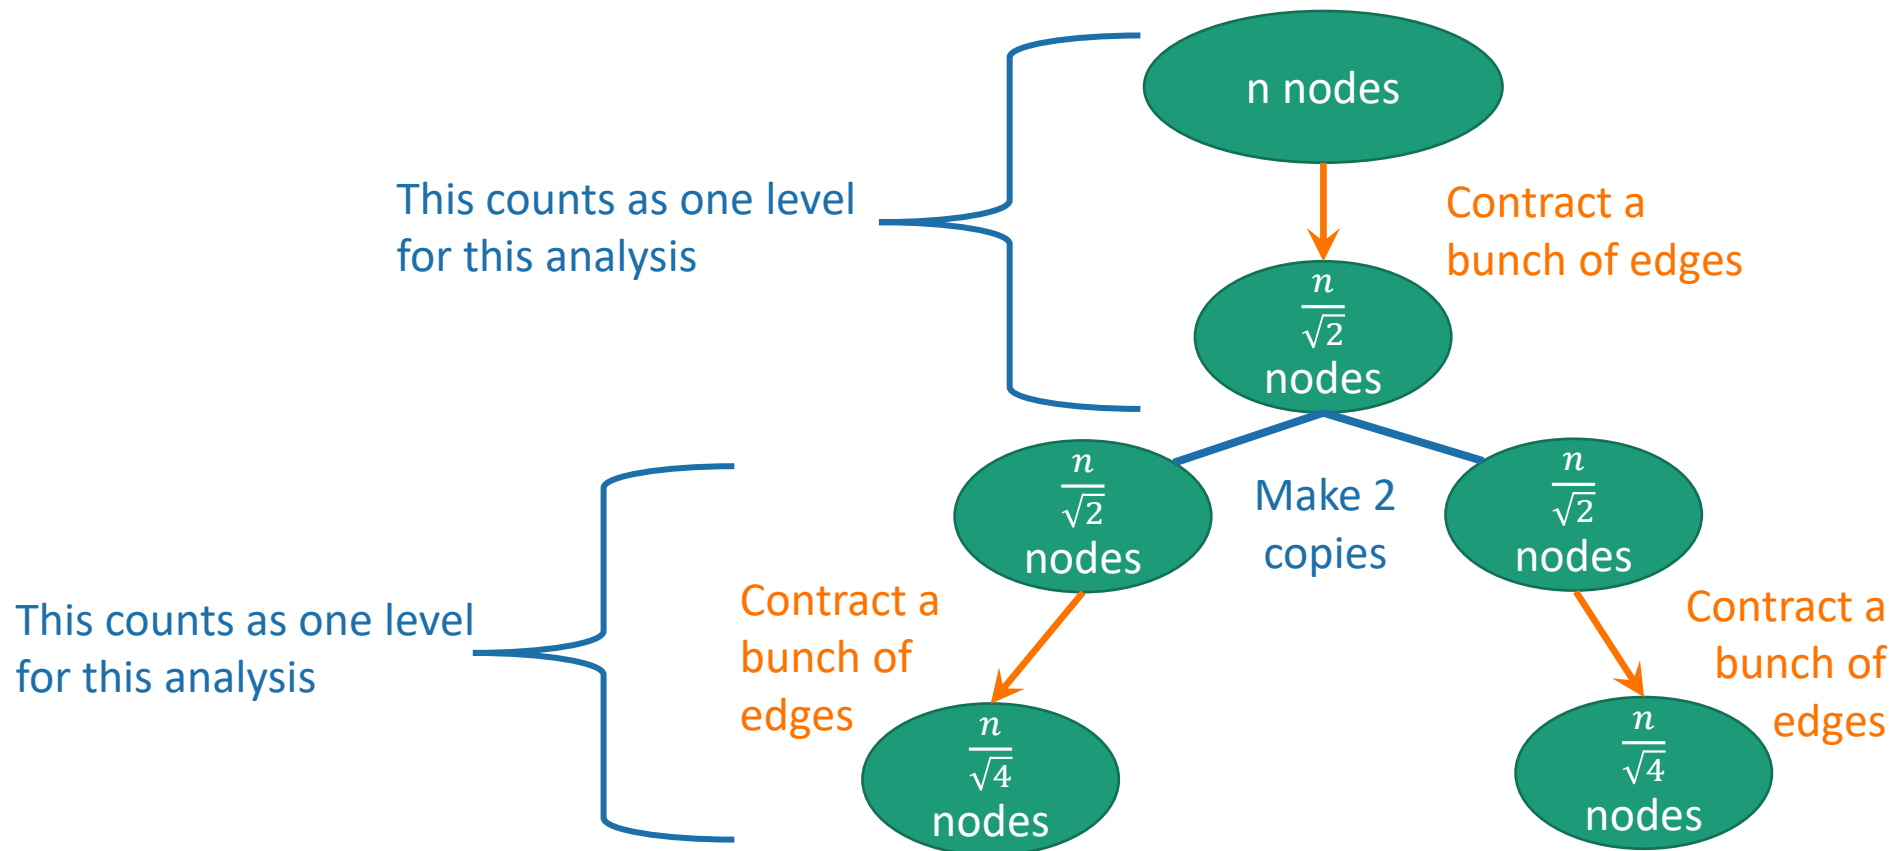 n nodes
This counts as one level
for this analysis
Contract a
bunch of edges
n
√2
nodes
n
√2
nodes
Make 2
copies
n
√2
nodes
This counts as one level
for this analysis
Contract a
bunch of
edges
Contract a
bunch of
edges
n
√4
nodes
n
√4
nodes